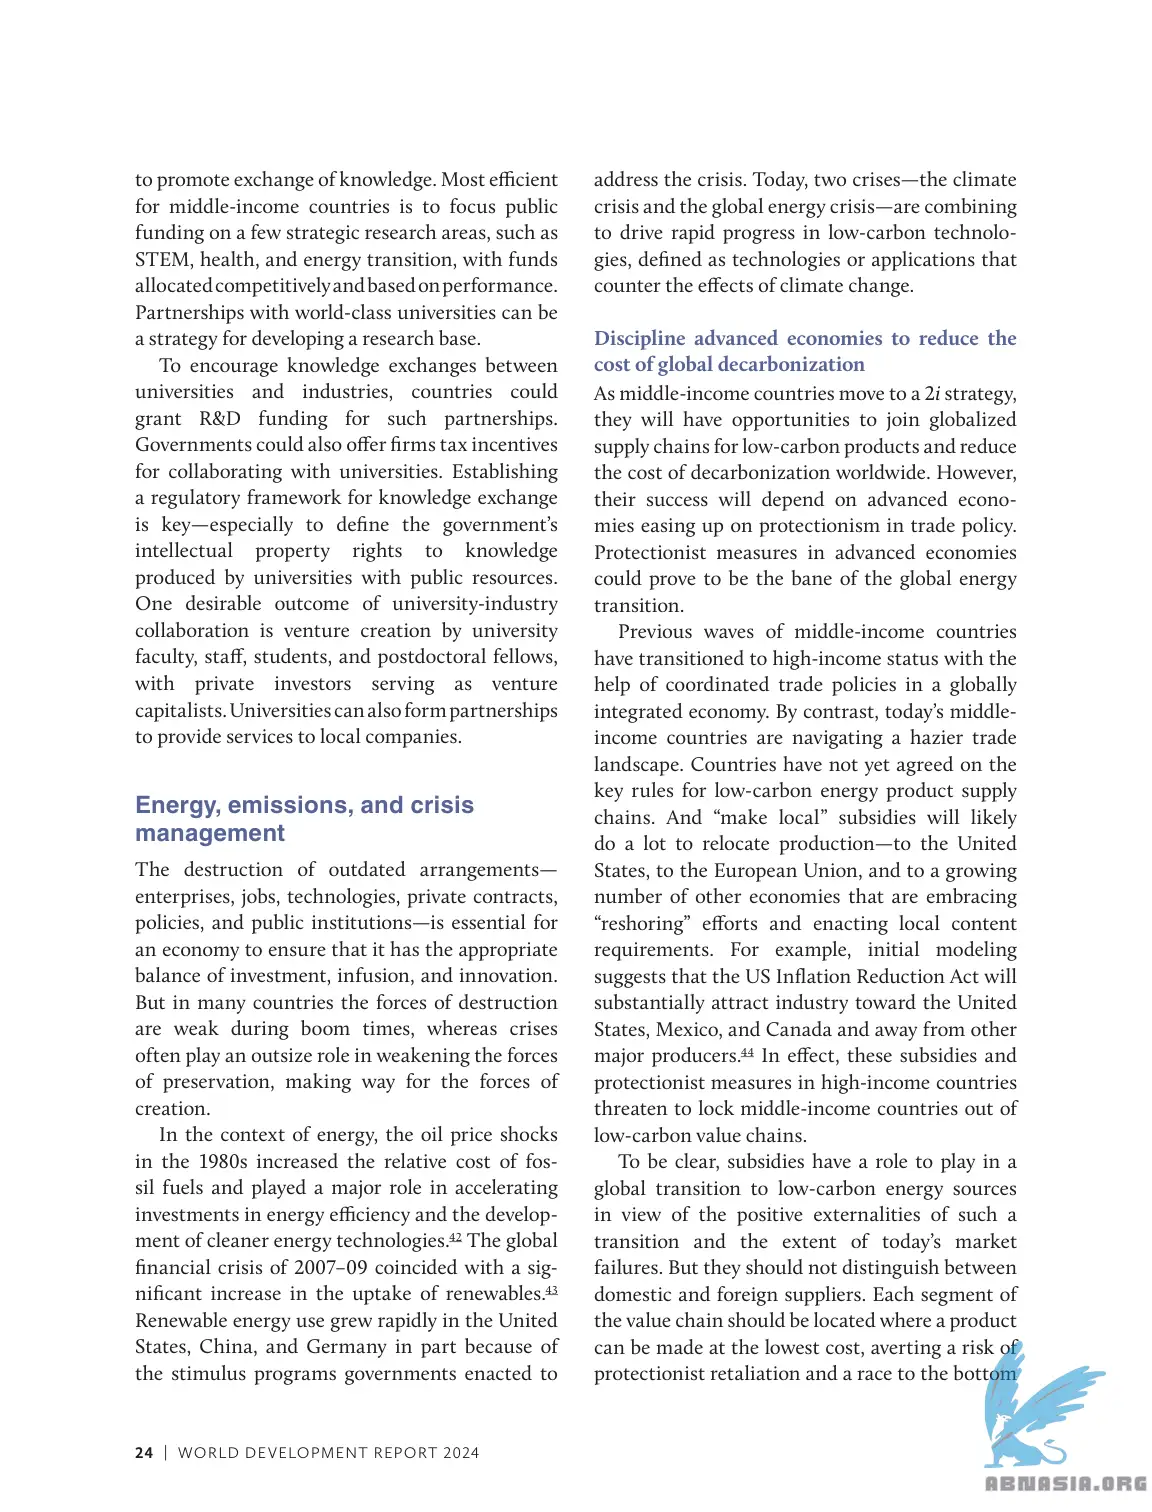 to promote exchange of knowledge. Most efficient
for middle-income countries is to focus public
funding on a few strategic research areas, such as
STEM, health, and energy transition, with funds
allocated competitively and based on performance.
Partnerships with world-class universities can be
a strategy for developing a research base.
To encourage knowledge exchanges between
universities and industries, countries could
grant R&D funding for such partnerships.
Governments could also offer firms tax incentives
for collaborating with universities. Establishing
a regulatory framework for knowledge exchange
is key—especially to define the government’s
intellectual property rights to knowledge
produced by universities with public resources.
One desirable outcome of university-industry
collaboration is venture creation by university
faculty, staff, students, and postdoctoral fellows,
with private investors serving as venture
capitalists. Universities can also form partnerships
to provide services to local companies.
Energy, emissions, and crisis
management
The destruction of outdated arrangements—
enterprises, jobs, technologies, private contracts,
policies, and public institutions—is essential for
an economy to ensure that it has the appropriate
balance of investment, infusion, and innovation.
But in many countries the forces of destruction
are weak during boom times, whereas crises
often play an outsize role in weakening the forces
of preservation, making way for the forces of
creation.
In the context of energy, the oil price shocks
in the 1980s increased the relative cost of fos-
sil fuels and played a major role in accelerating
investments in energy efficiency and the develop-
ment of cleaner energy technologies.42 The global
financial crisis of 2007–09 coincided with a sig-
nificant increase in the uptake of renewables.43
Renewable energy use grew rapidly in the United
States, China, and Germany in part because of
the stimulus programs governments enacted to
address the crisis. Today, two crises—the climate
crisis and the global energy crisis—are combining
to drive rapid progress in low-carbon technolo-
gies, defined as technologies or applications that
counter the effects of climate change.
Discipline advanced economies to reduce the
cost of global decarbonization
As middle-income countries move to a 2i strategy,
they will have opportunities to join globalized
supply chains for low-carbon products and reduce
the cost of decarbonization worldwide. However,
their success will depend on advanced econo-
mies easing up on protectionism in trade policy.
Protectionist measures in advanced economies
could prove to be the bane of the global energy
transition.
Previous waves of middle-income countries
have transitioned to high-income status with the
help of coordinated trade policies in a globally
integrated economy. By contrast, today’s middle-
income countries are navigating a hazier trade
landscape. Countries have not yet agreed on the
key rules for low-carbon energy product supply
chains. And “make local” subsidies will likely
do a lot to relocate production—to the United
States, to the European Union, and to a growing
number of other economies that are embracing
“reshoring” efforts and enacting local content
requirements. For example, initial modeling
suggests that the US Inflation Reduction Act will
substantially attract industry toward the United
States, Mexico, and Canada and away from other
major producers.44 In effect, these subsidies and
protectionist measures in high-income countries
threaten to lock middle-income countries out of
low-carbon value chains.
To be clear, subsidies have a role to play in a
global transition to low-carbon energy sources
in view of the positive externalities of such a
transition and the extent of today’s market
failures. But they should not distinguish between
domestic and foreign suppliers. Each segment of
the value chain should be located where a product
can be made at the lowest cost, averting a risk of
protectionist retaliation and a race to the bottom
24 | WORLD DEVELOPMENT REPORT 2024
ABNASIA.ORG